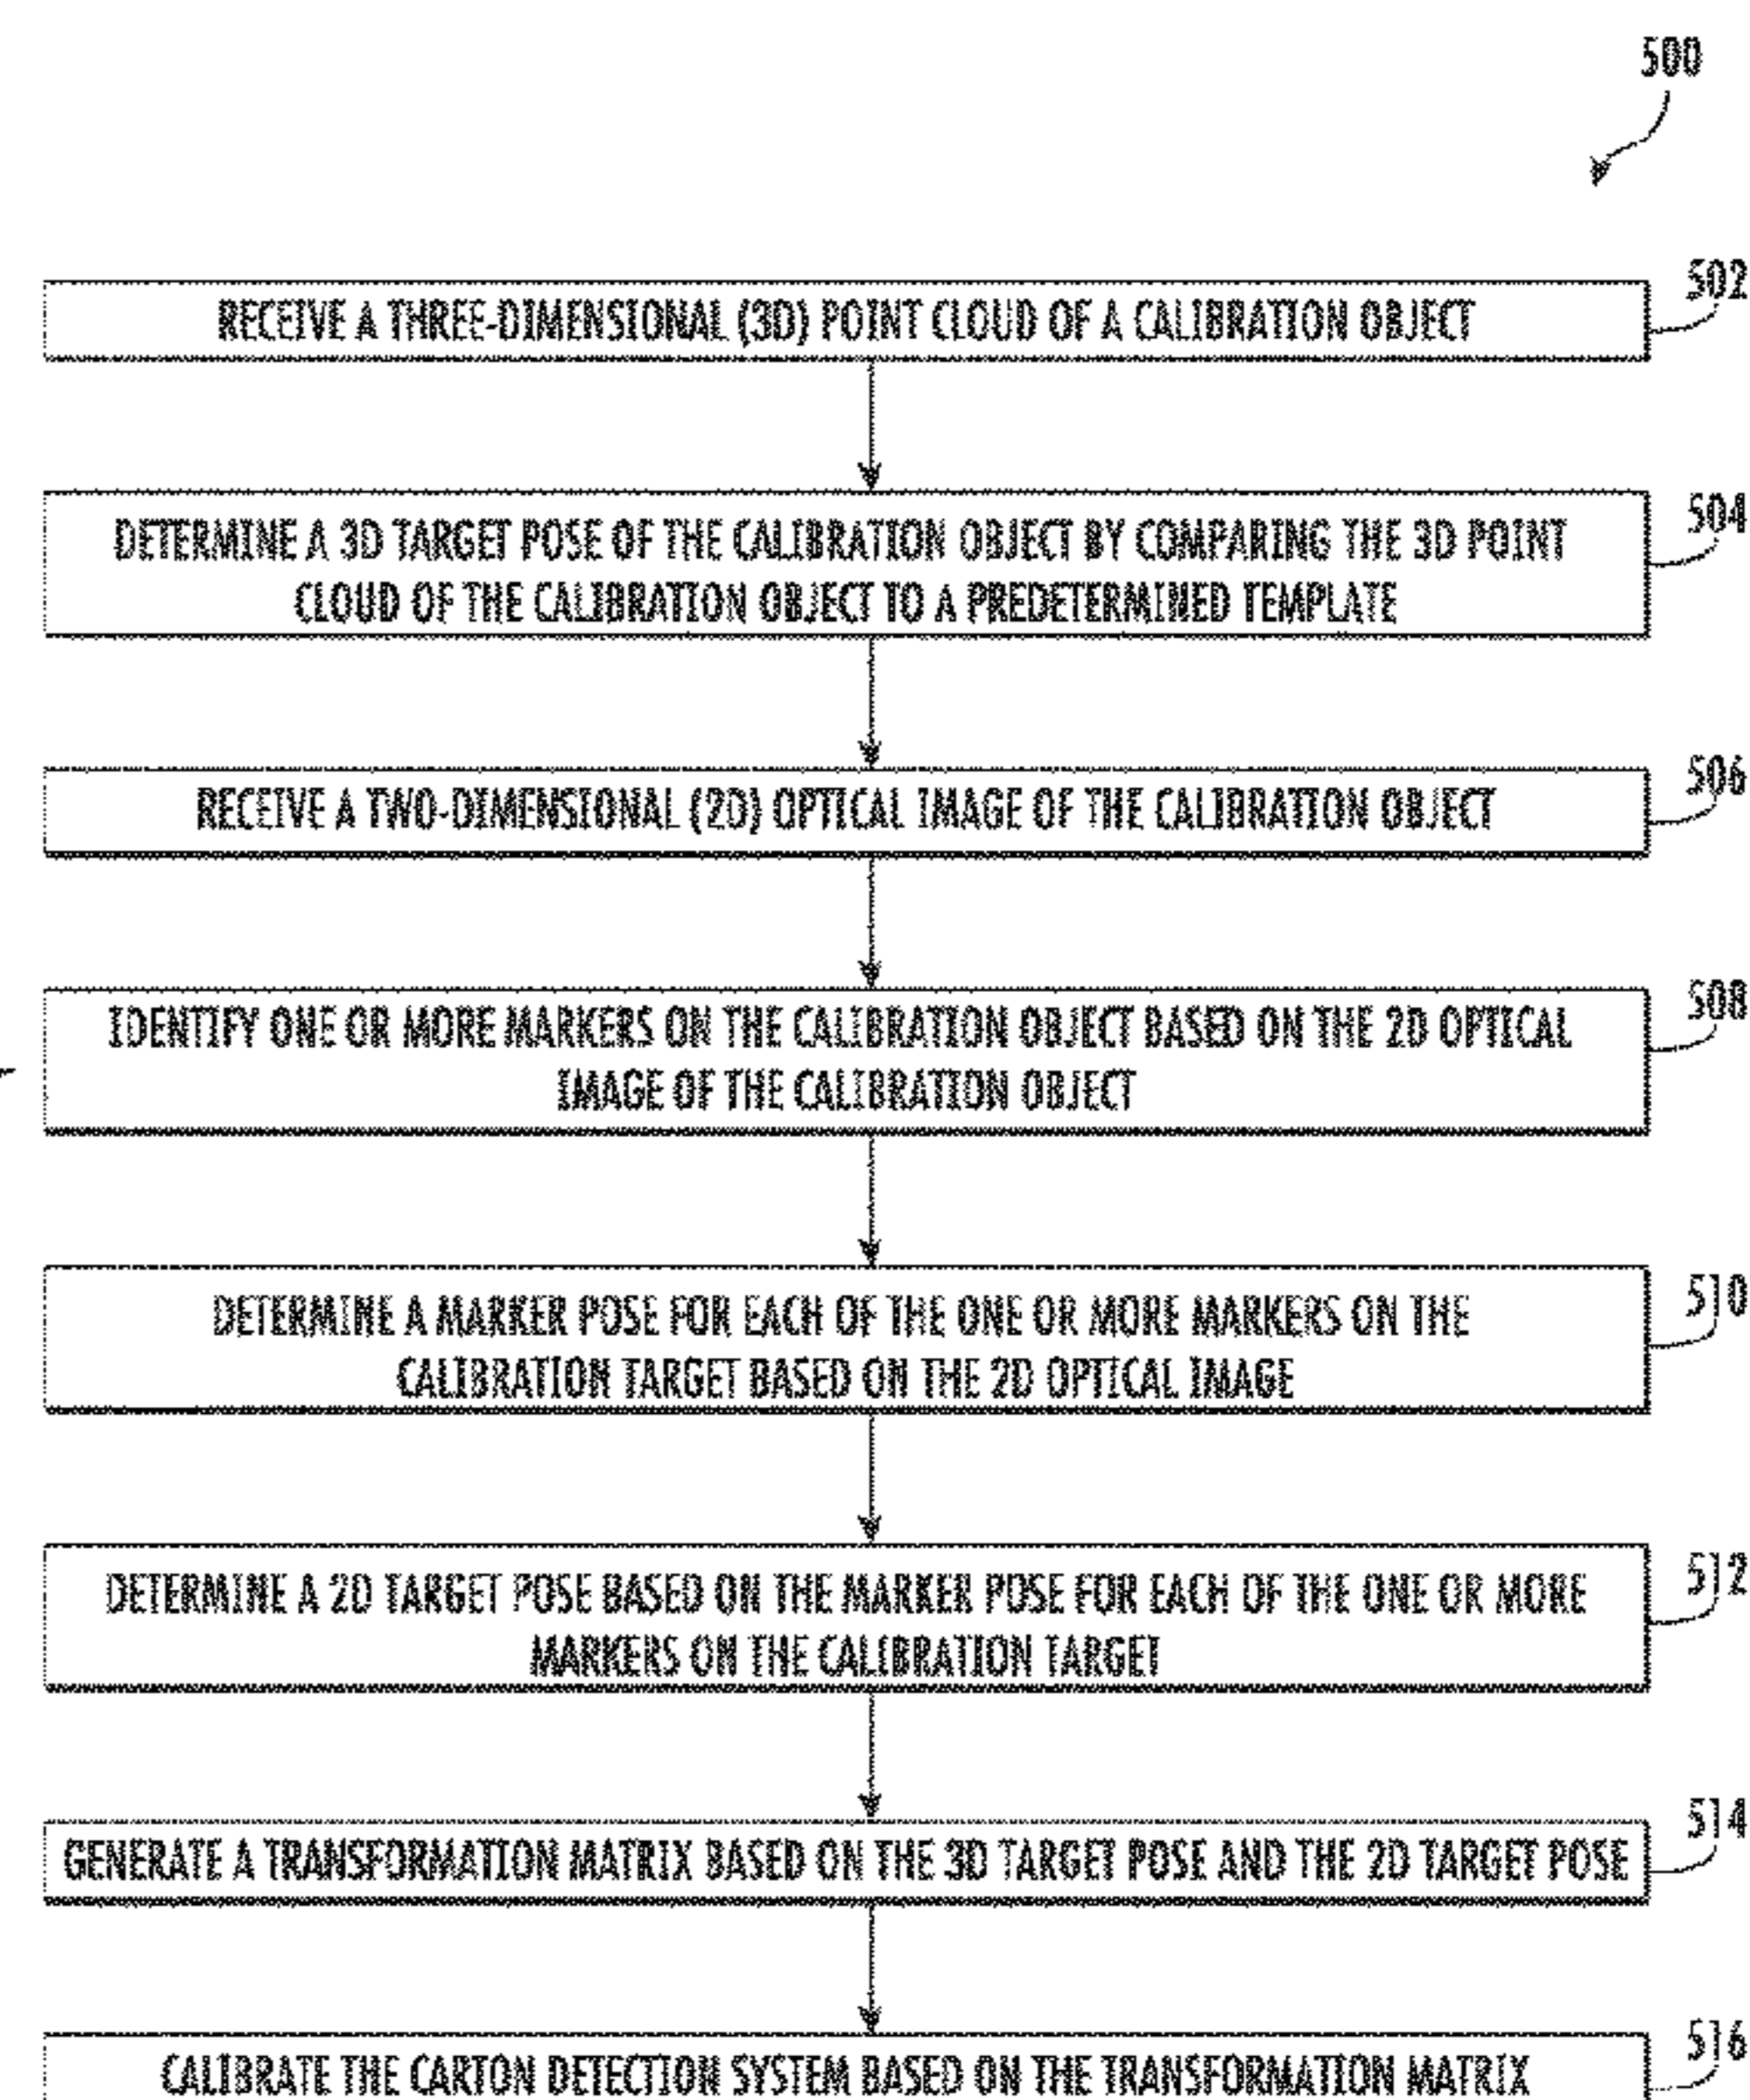 500
502
RECEIVE A THREE-DIMENSIONAL (3D) POINT CLOUD OF A CALIBRATION OBJECT
504
DETERMINE A 3D TARGET POSE OF THE CALIBRATION OBJECT BY COMPARING THE 3D POINT
CLOUD OF THE CALIBRATION OBJECT TO A PREDETERMINED TEMPLATE
506
RECEIVE A TWO-DIMENSIONAL (2D) OPTICAL IMAGE OF THE CALIBRATION OBJECT
508
IDENTIFY ONE OR MORE MARKERS ON THE CALIBRATION OBJECT BASED ON THE 2D OPTICAL
IMAGE OF THE CALIBRATION OBJECT
510
DETERMINE A MARKER POSE FOR EACH OF THE ONE OR MORE MARKERS ON THE
CALIBRATION TARGET BASED ON THE 2D OPTICAL IMAGE
512
DETERMINE A 2D TARGET POSE BASED ON THE MARKER POSE FOR EACH OF THE ONE OR MORE
MARKERS ON THE CALIBRATION TARGET
514
GENERATE A TRANSFORMATION MATRIX BASED ON THE 3D TARGET POSE AND THE 2D TARGET POSE
516
CALIBRATE THE CARTON DETECTION SYSTEM BASED ON THE TRANSFORMATION MATRIX